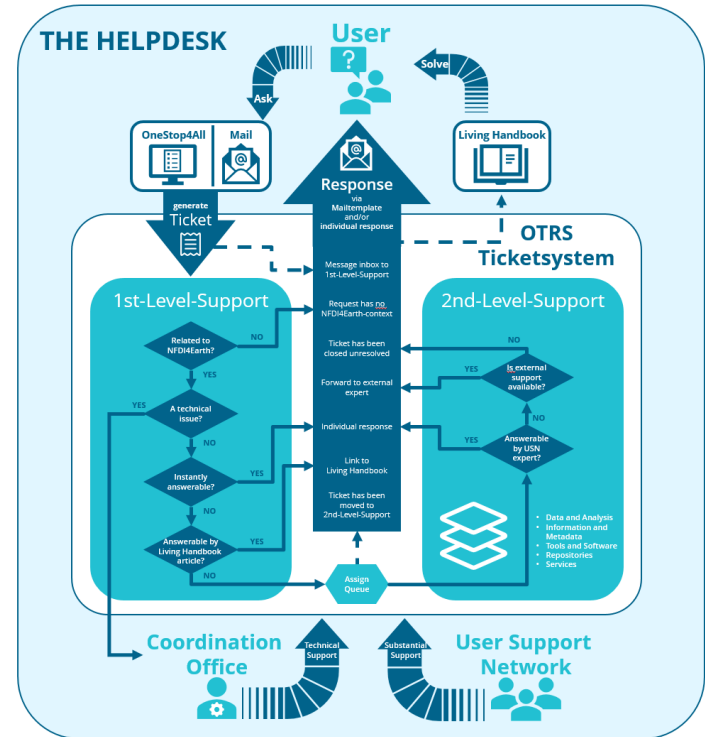 THE HELPDESK
User
?
Ask
Solve
OneStop4All
Mail
@
Living Handbook
generate
Ticket
@
Response
via
Mailtemplate
and/or
individual response
OTRS
Ticketsystem
1st-Level-Support
2nd-Level-Support
Message inbox to
1st-Level-Support
Request has no
NFDI4Earth-context
Ticket has been
closed unresolved
Forward to external
expert
Individual response
Link to
Living Handbook
Ticket has been
moved to
2nd-Level-Support
Related to
NFDI4Earth?
NO
YES
A technical
issue?
YES
NO
Instantly
answerable?
YES
NO
Answerable by
Living Handbook
article?
YES
NO
Assign
Queue
NO
Is external
support
available?
YES
NO
Answerable
by USN
expert?
YES
• Data and Analysis
• Information and
Metadata
• Tools and Software
• Repositories
• Services
Coordination
Office
Technical
Support
Substantial
Support
User Support
Network